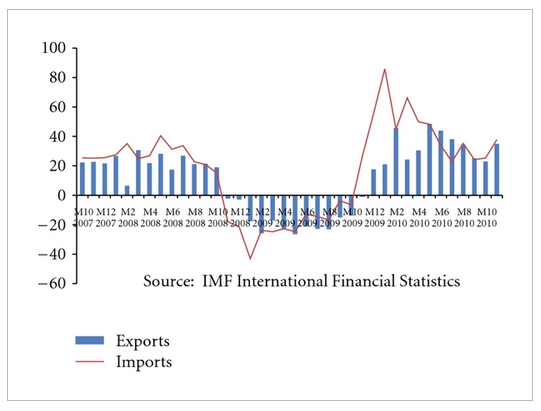 100
80
60
40
20
0
−20
−40
−60
M10 M12 M2 M4 M6 M8 M10 M12 M2 M4 M6 M8 M10 M12 M2 M4 M6 M8 M10
2007 2007 2008 2008 2008 2008 2008 2008 2009 2009 2009 2009 2009 2009 2010 2010 2010 2010 2010
Source: IMF International Financial Statistics
Exports
Imports